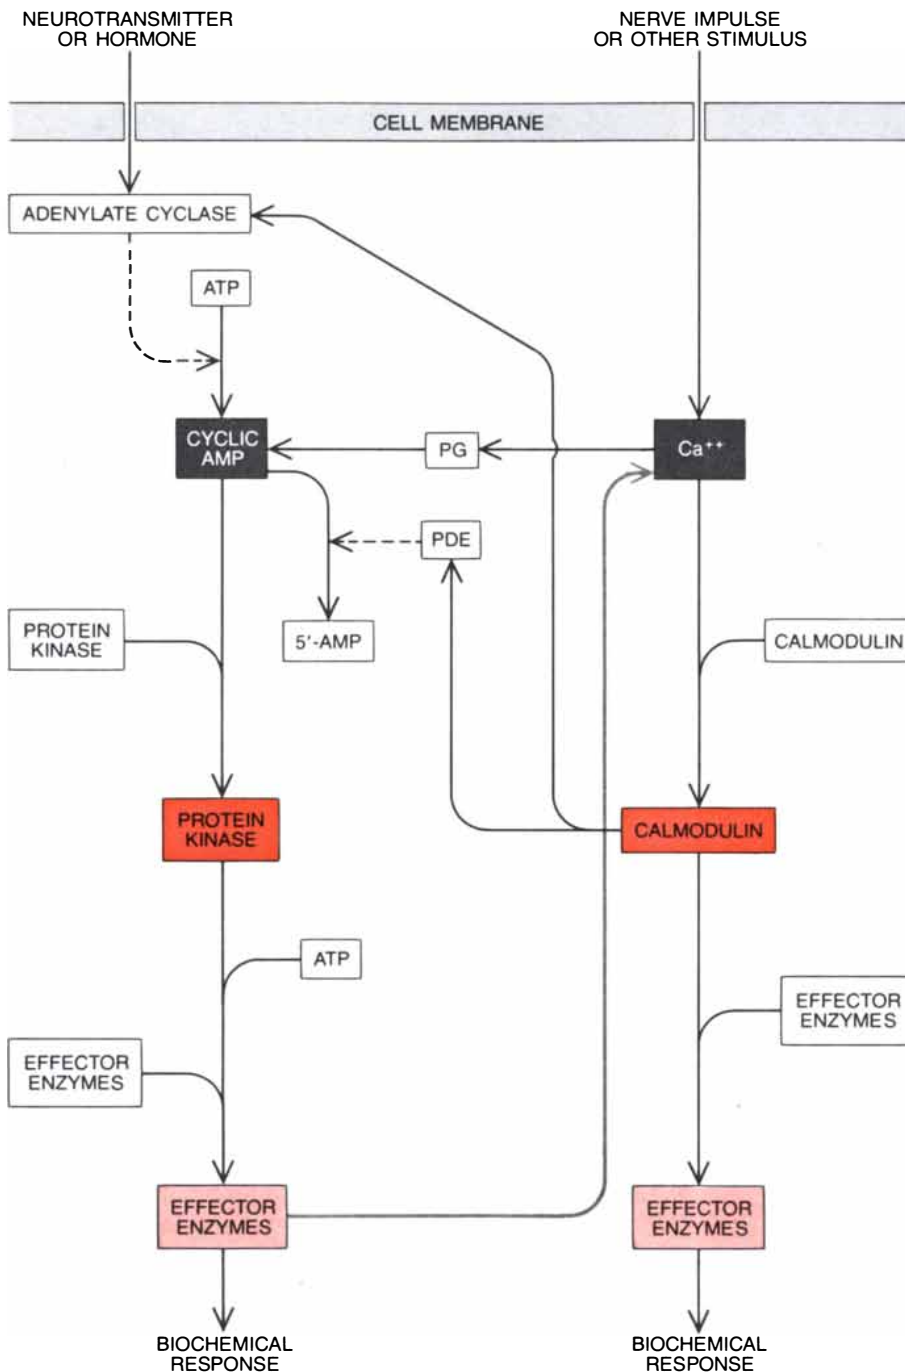 NEUROTRANSMITTER
OR HORMONE
NERVE IMPULSE
OR OTHER STIMULUS
CELL MEMBRANE
ADENYLATE CYCLASE
ATP
CYCLIC
AMP
PG
Ca⁺⁺
PDE
PROTEIN
KINASE
5'-AMP
CALMODULIN
PROTEIN
KINASE
CALMODULIN
ATP
EFFECTOR
ENZYMES
EFFECTOR
ENZYMES
EFFECTOR
ENZYMES
EFFECTOR
ENZYMES
BIOCHEMICAL
RESPONSE
BIOCHEMICAL
RESPONSE